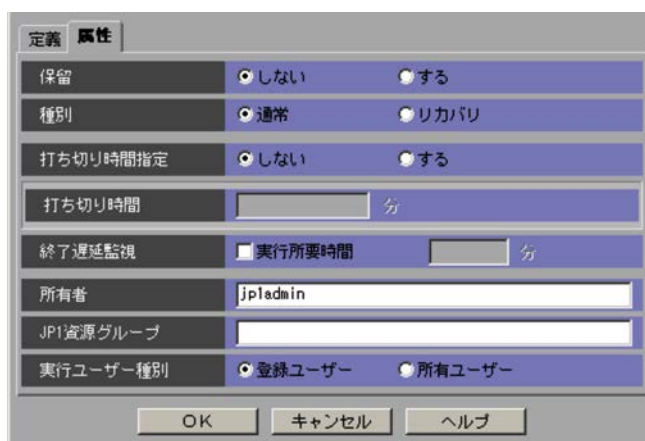 定義 属性
保留 しない する
種別 通常 リカバリ
打ち切り時間指定 しない する
打ち切り時間 分
終了遅延監視 実行所要時間 分
所有者 jp1admin
JP1資源グループ
実行ユーザー種別 登録ユーザー 所有ユーザー
OK キャンセル ヘルプ